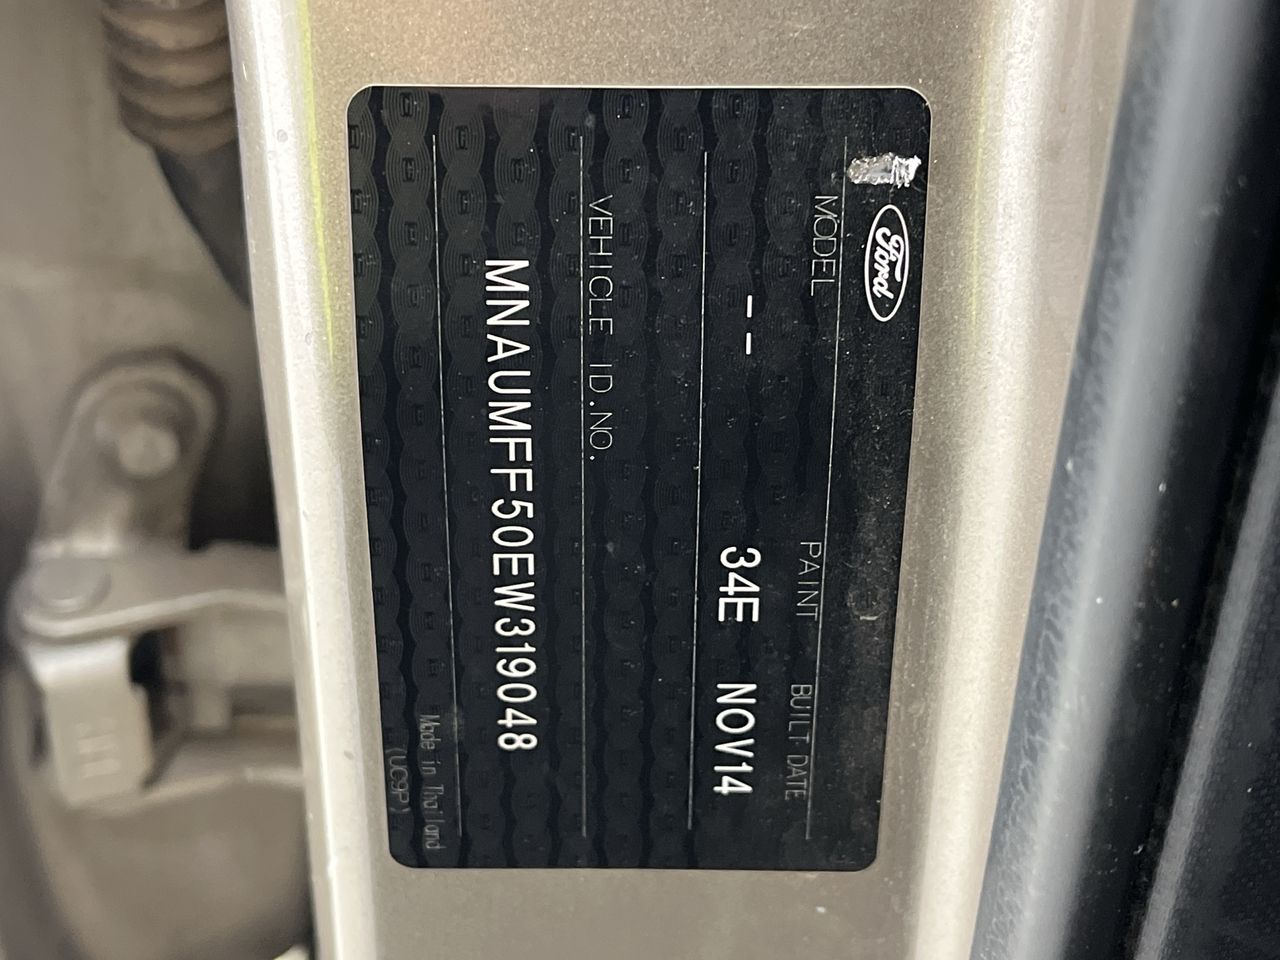 Ford
MODEL PAINT BUILT-DATE
-- 34E NOV14
VEHICLE ID.NO.
MNAUMFF50EW319048
Made in Thailand
(UC9P)